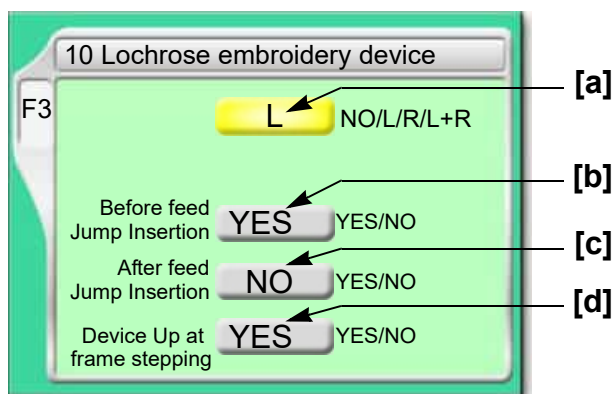 10 Lochrose embroidery device
[a]
F3
L NO/L/R/L+R
[b]
Before feed
Jump Insertion YES YES/NO
[c]
After feed
Jump Insertion NO YES/NO
[d]
Device Up at
frame stepping YES YES/NO